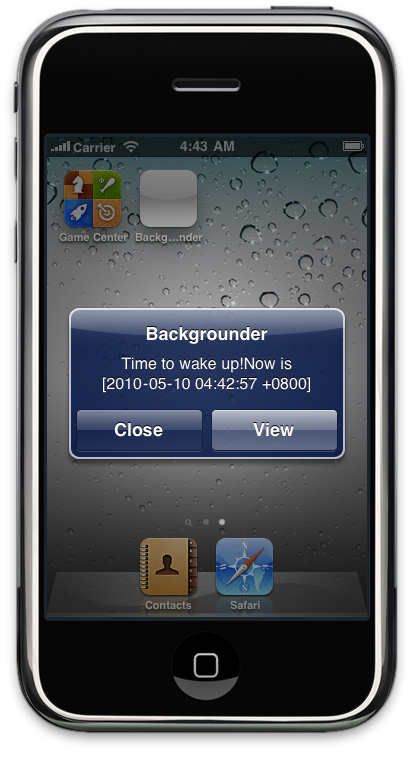 Carrier 4:43 AM
Game Center Backg...nder
Backgrounder
Time to wake up!Now is
[2010-05-10 04:42:57 +0800]
Close View
Contacts Safari